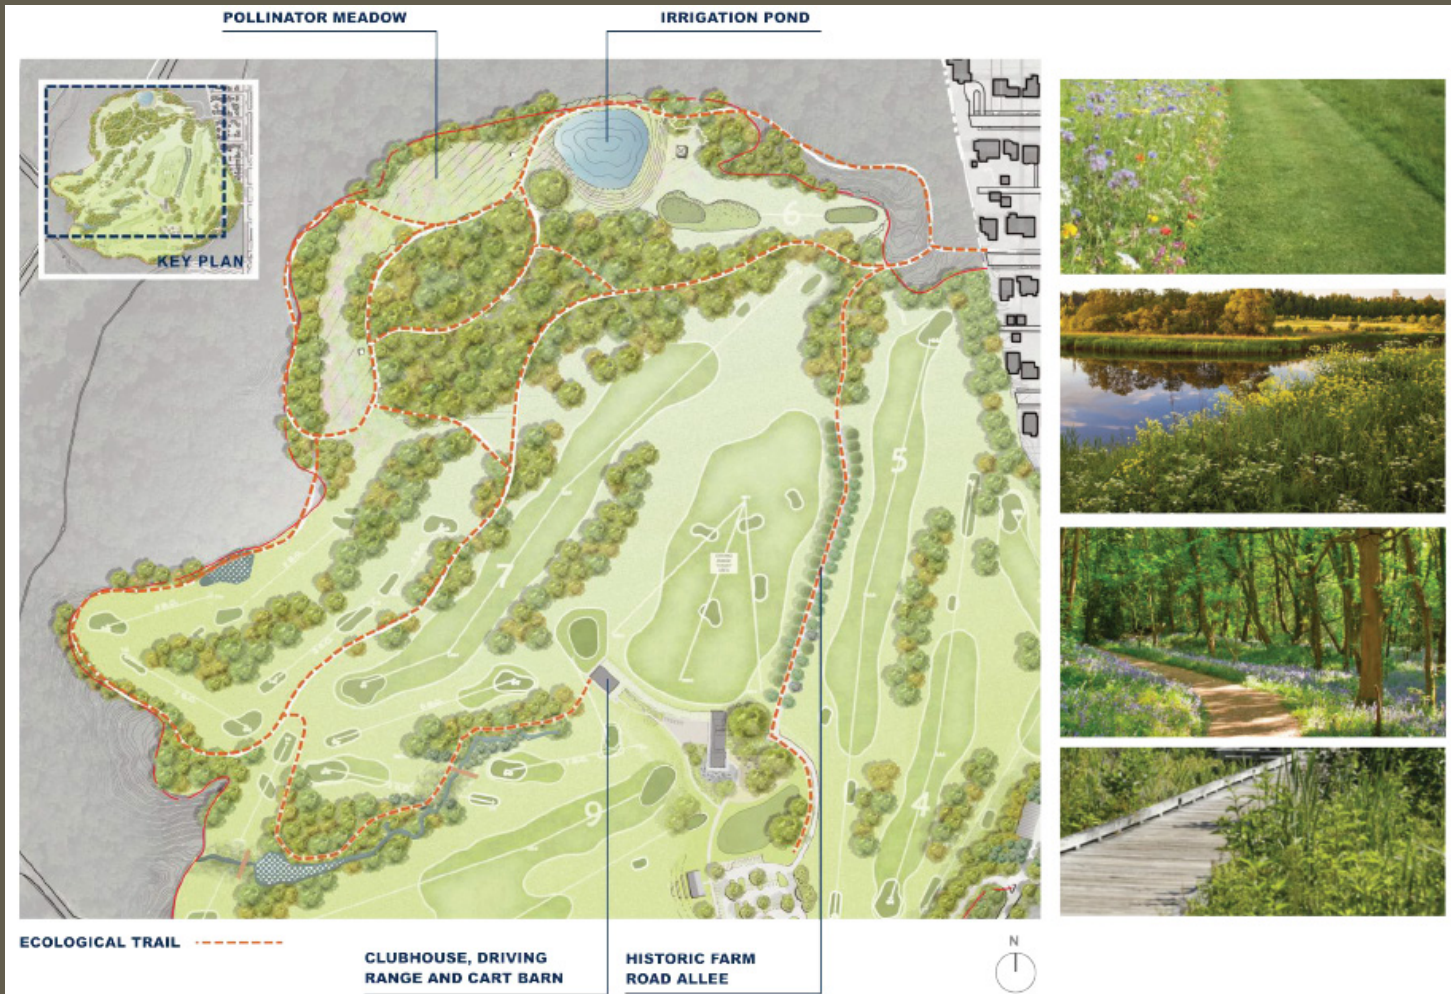 POLLINATOR MEADOW
IRRIGATION POND
KEY PLAN
6
5
7
4
9
ECOLOGICAL TRAIL
CLUBHOUSE, DRIVING
RANGE AND CART BARN
HISTORIC FARM
ROAD ALLEE
N